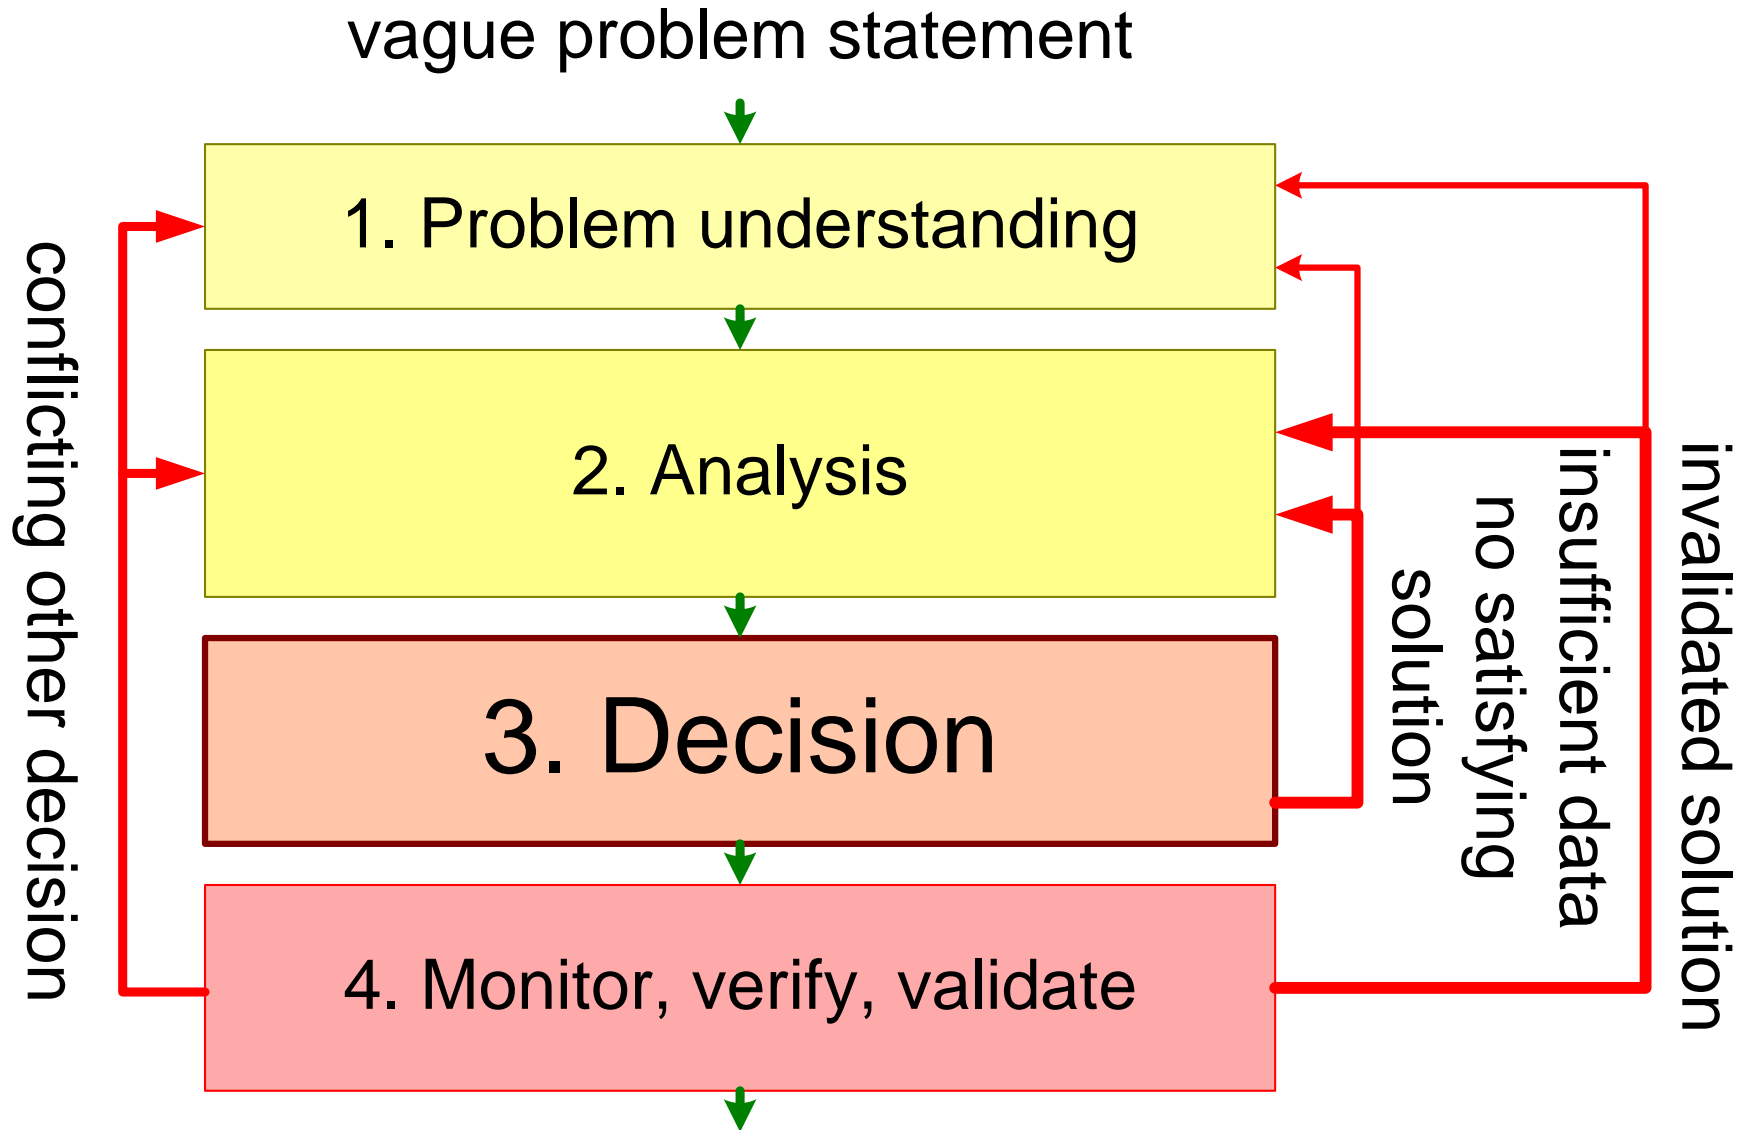 vague problem statement
1. Problem understanding
2. Analysis
3. Decision
4. Monitor, verify, validate
conflicting other decision
insufficient data
no satisfying
solution
invalidated solution